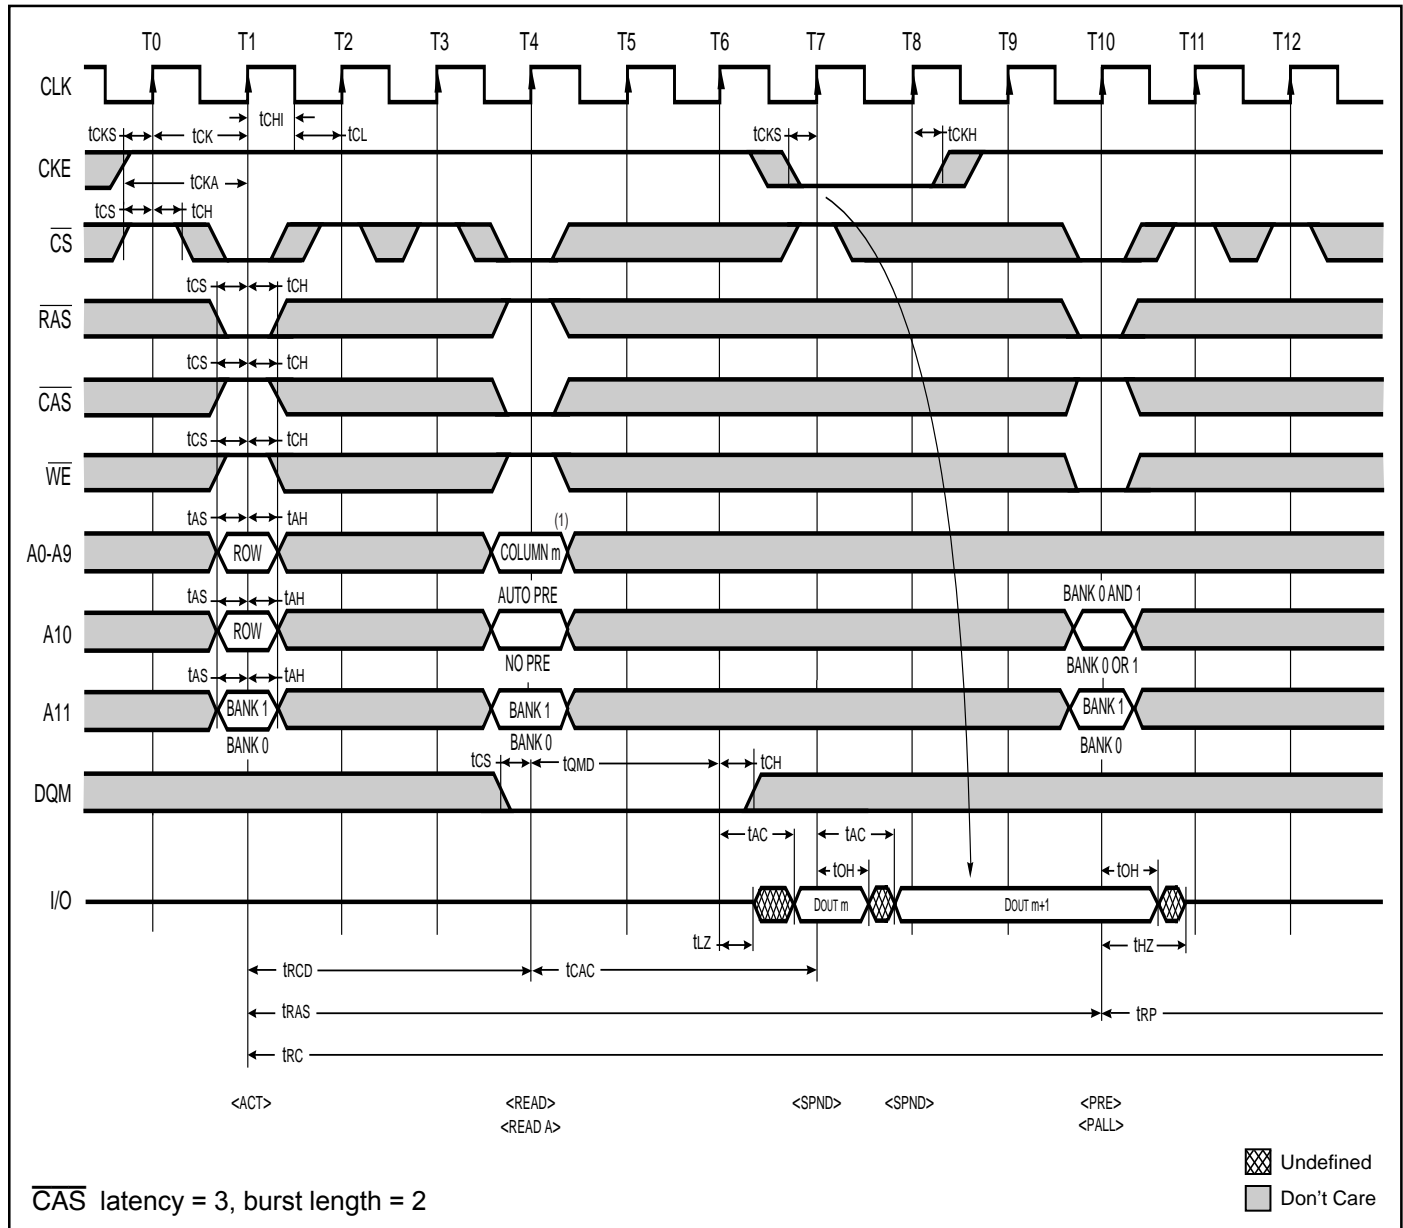 T0 T1 T2 T3 T4 T5 T6 T7 T8 T9 T10 T11 T12
CLK
tCHI
tCKS tCK tCL tCKS tCKH
CKE
tCKA
tCS tCH
CS
tCS tCH
RAS
tCS tCH
CAS
tCS tCH
WE
tAS tAH (1)
A0-A9 ROW COLUMN m
tAS tAH AUTO PRE BANK 0 AND 1
A10 ROW
NO PRE BANK 0 OR 1
tAS tAH
A11 BANK 1 BANK 1 BANK 1
BANK 0 BANK 0 BANK 0
tCS tQMD tCH
DQM
tAC tAC
tOH tOH
I/O DOUT m DOUT m+1
tLZ tHZ
tRCD tCAC
tRAS tRP
tRC
<ACT> <READ> <SPND> <SPND> <PRE>
<READ A> <PALL>
Undefined
CAS latency = 3, burst length = 2 Don't Care